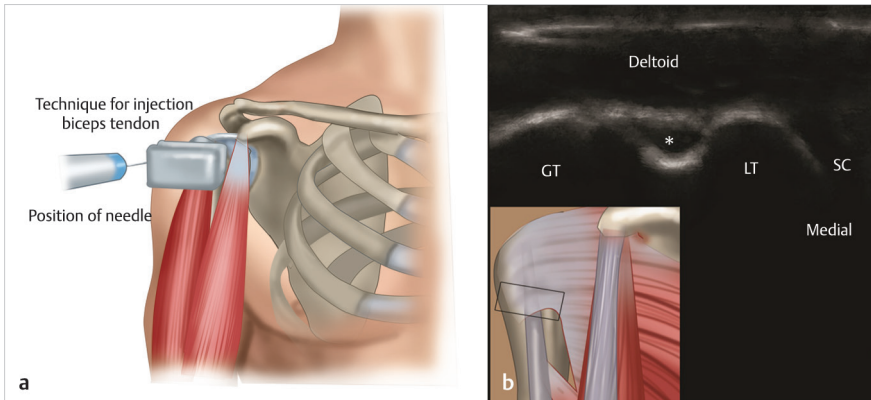 Technique for injection
biceps tendon
Position of needle
a
Deltoid
*
GT
LT
SC
Medial
b